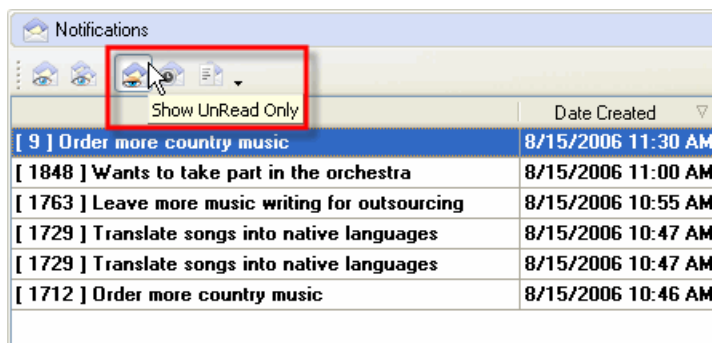 Notifications
Show UnRead Only
Date Created
[ 9 ] Order more country music 8/15/2006 11:30 AM
[ 1848 ] Wants to take part in the orchestra 8/15/2006 11:00 AM
[ 1763 ] Leave more music writing for outsourcing 8/15/2006 10:55 AM
[ 1729 ] Translate songs into native languages 8/15/2006 10:47 AM
[ 1729 ] Translate songs into native languages 8/15/2006 10:47 AM
[ 1712 ] Order more country music 8/15/2006 10:46 AM